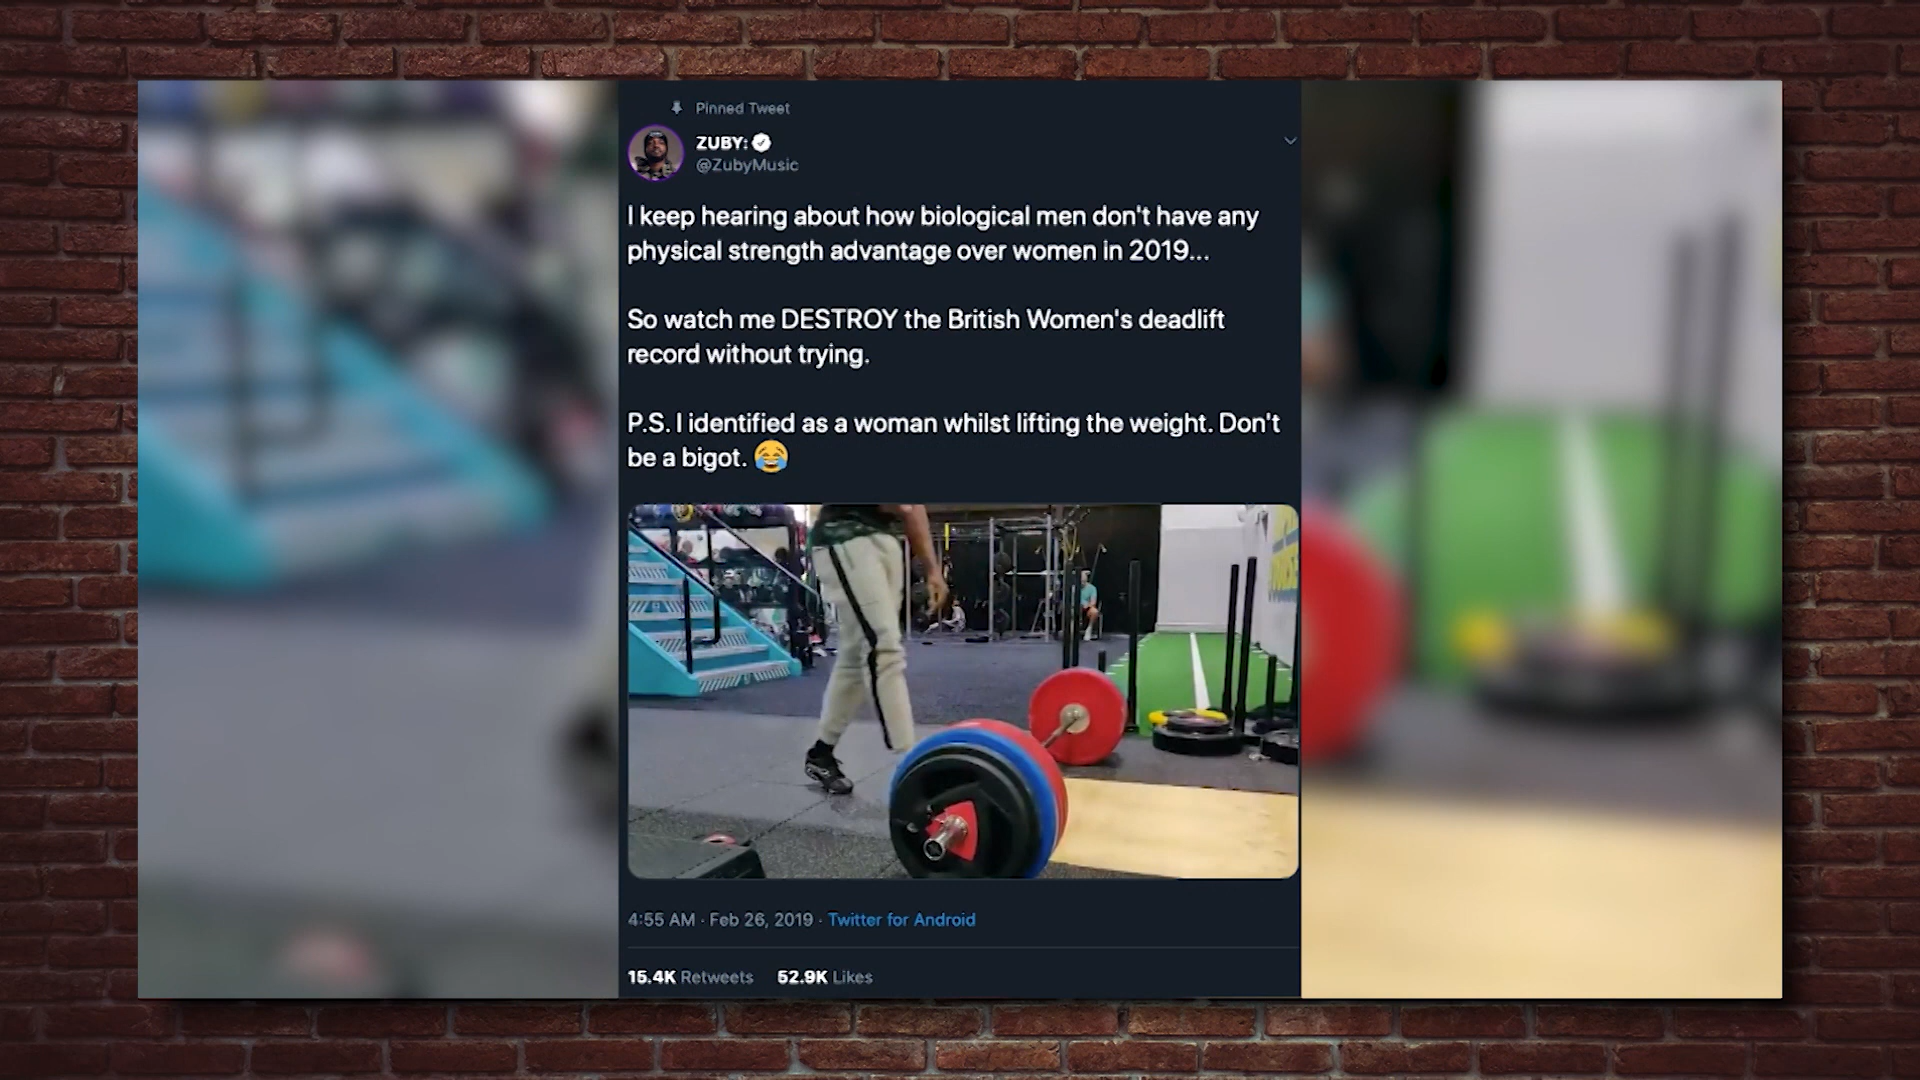 Pinned Tweet
ZUBY:
@ZubyMusic
I keep hearing about how biological men don't have any
physical strength advantage over women in 2019...
So watch me DESTROY the British Women's deadlift
record without trying.
P.S. I identified as a woman whilst lifting the weight. Don't
be a bigot. 😂
4:55 AM · Feb 26, 2019 · Twitter for Android
15.4K Retweets 52.9K Likes